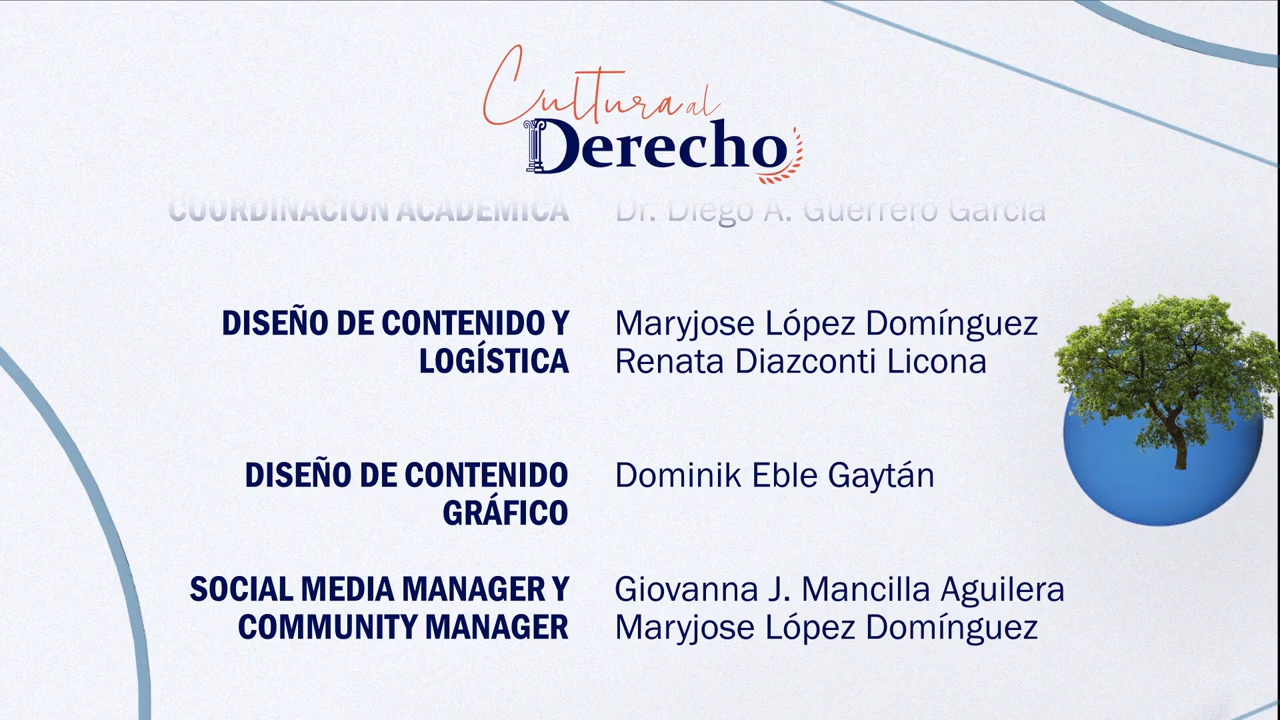 Cultura al
Derecho
COORDINACIÓN ACADÉMICA Dr. Diego A. Guerrero García
DISEÑO DE CONTENIDO Y Maryjose López Domínguez
LOGÍSTICA Renata Diazconti Licona
DISEÑO DE CONTENIDO Dominik Eble Gaytán
GRÁFICO
SOCIAL MEDIA MANAGER Y Giovanna J. Mancilla Aguilera
COMMUNITY MANAGER Maryjose López Domínguez